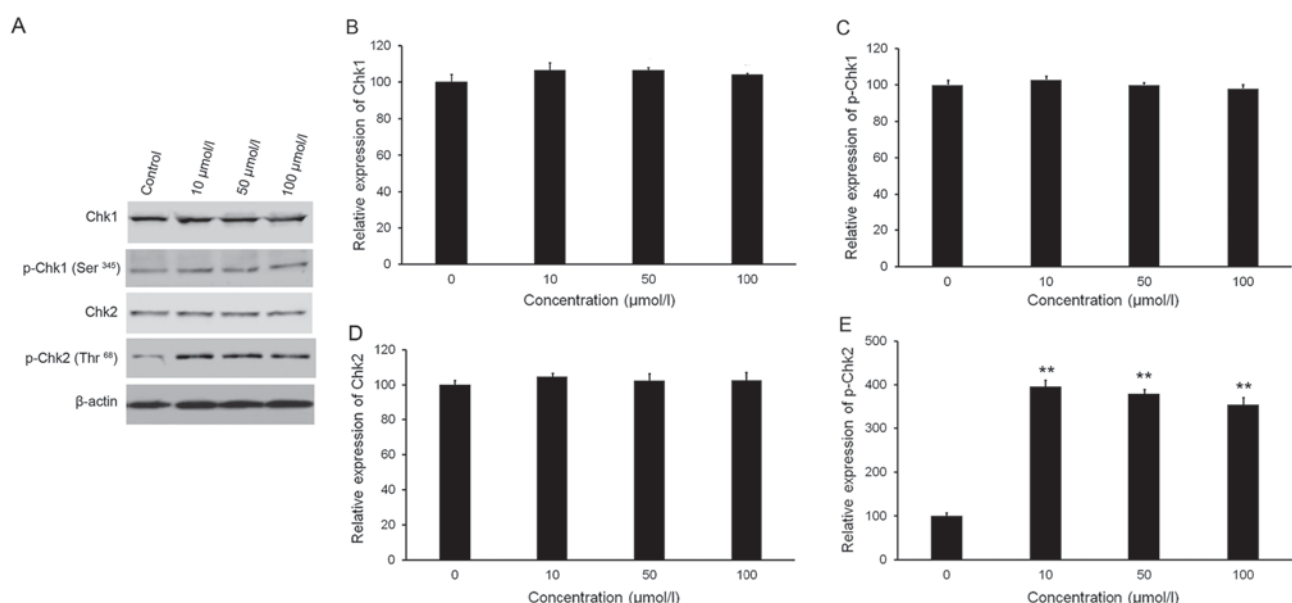 A
Control
10 µmol/l
50 µmol/l
100 µmol/l
Chk1
p-Chk1 (Ser 345)
Chk2
p-Chk2 (Thr 68)
β-actin
B
Relative expression of Chk1
120
100
80
60
40
20
0
0 10 50 100
Concentration (µmol/l)
C
Relative expression of p-Chk1
120
100
80
60
40
20
0
0 10 50 100
Concentration (µmol/l)
D
Relative expression of Chk2
120
100
80
60
40
20
0
0 10 50 100
Concentration (µmol/l)
E
Relative expression of p-Chk2
500
400
300
200
100
0
** ** **
0 10 50 100
Concentration (µmol/l)